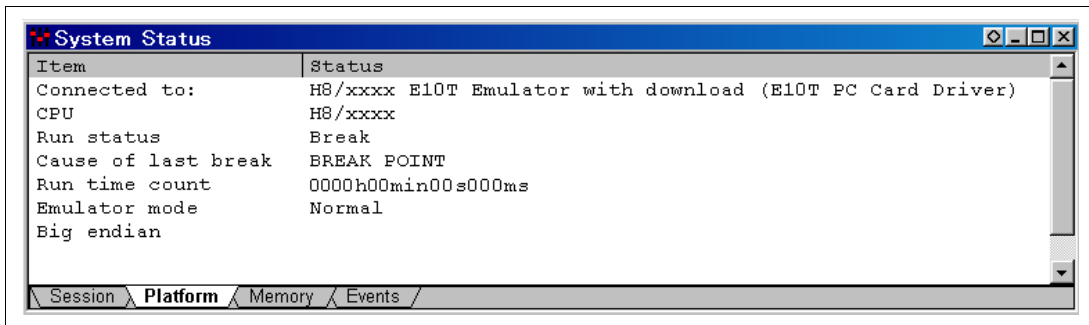 System Status
Item Status
Connected to: H8/xxxx E10T Emulator with download (E10T PC Card Driver)
CPU H8/xxxx
Run status Break
Cause of last break BREAK POINT
Run time count 0000h00min00s000ms
Emulator mode Normal
Big endian
Session Platform Memory Events